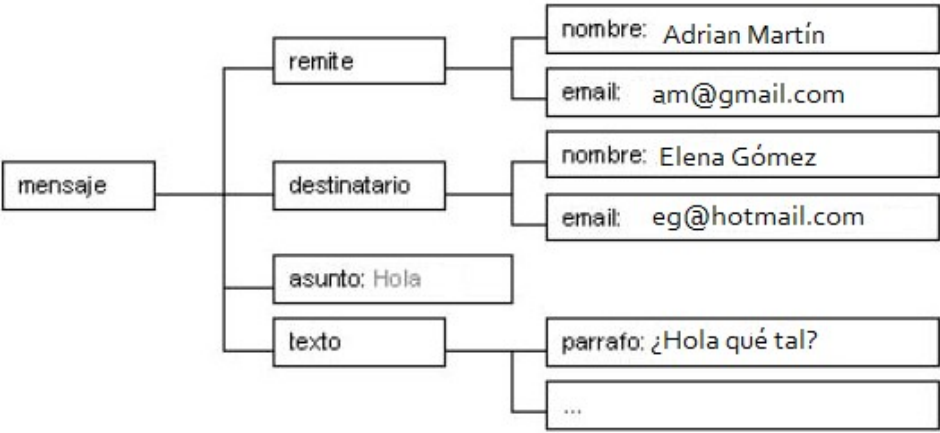 nombre: Adrian Martín
remite
email: am@gmail.com
nombre: Elena Gómez
mensaje
destinatario
email: eg@hotmail.com
asunto: Hola
texto
parrafo: ¿Hola qué tal?
...